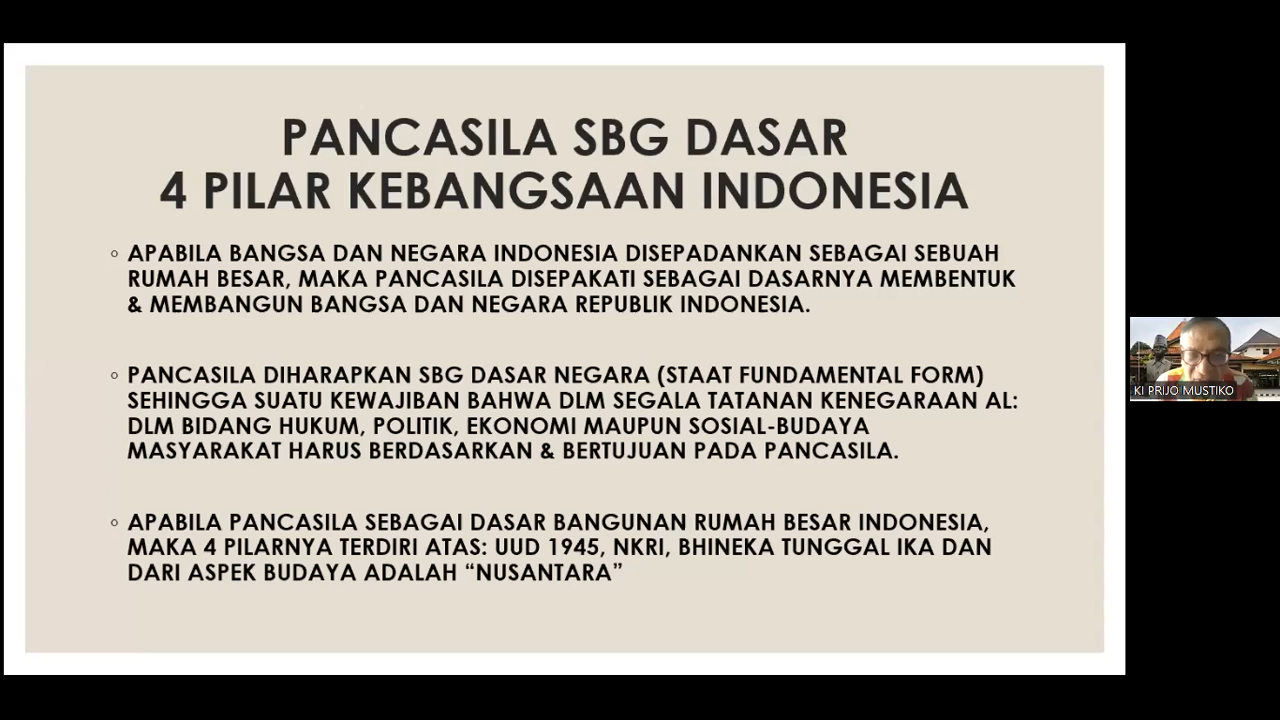 PANCASILA SBG DASAR
4 PILAR KEBANGSAAN INDONESIA
◦ APABILA BANGSA DAN NEGARA INDONESIA DISEPADANKAN SEBAGAI SEBUAH
RUMAH BESAR, MAKA PANCASILA DISEPAKATI SEBAGAI DASARNYA MEMBENTUK
& MEMBANGUN BANGSA DAN NEGARA REPUBLIK INDONESIA.
◦ PANCASILA DIHARAPKAN SBG DASAR NEGARA (STAAT FUNDAMENTAL FORM)
SEHINGGA SUATU KEWAJIBAN BAHWA DLM SEGALA TATANAN KENEGARAAN AL:
DLM BIDANG HUKUM, POLITIK, EKONOMI MAUPUN SOSIAL-BUDAYA
MASYARAKAT HARUS BERDASARKAN & BERTUJUAN PADA PANCASILA.
◦ APABILA PANCASILA SEBAGAI DASAR BANGUNAN RUMAH BESAR INDONESIA,
MAKA 4 PILARNYA TERDIRI ATAS: UUD 1945, NKRI, BHINEKA TUNGGAL IKA DAN
DARI ASPEK BUDAYA ADALAH “NUSANTARA”
KI PRIJO MUSTIKO